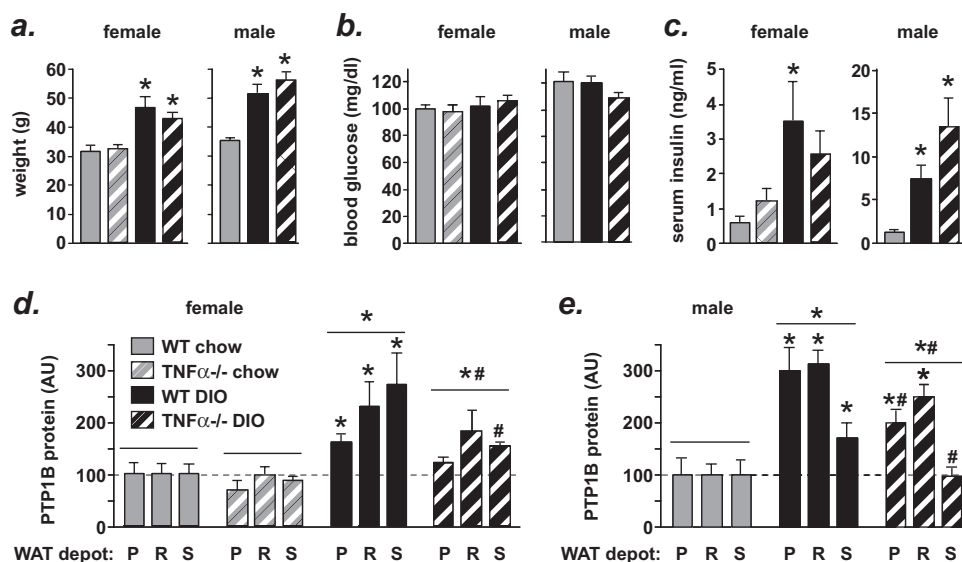 a.
female
male
weight (g)
60
50
40
30
20
10
0
*
*
*
*
b.
female
male
blood glucose (mg/dl)
140
120
100
80
60
40
20
0
c.
female
male
serum insulin (ng/ml)
5
4
3
2
1
0
*
20
15
10
5
0
*
*
d.
female
PTP1B protein (AU)
300
200
100
0
WT chow
TNFα-/- chow
WT DIO
TNFα-/- DIO
*
*
*
*
*#
#
WAT depot: P R S P R S P R S P R S
e.
male
PTP1B protein (AU)
300
200
100
0
*
*
*
*
*#
*#
*
#
WAT depot: P R S P R S P R S